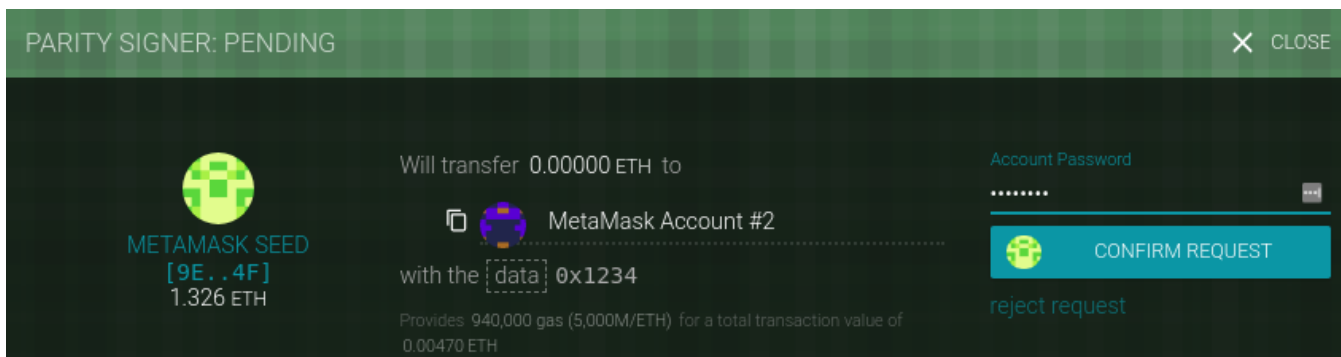 PARITY SIGNER: PENDING
CLOSE
METAMASK SEED
[9E..4F]
1.326 ETH
Will transfer 0.00000 ETH to
MetaMask Account #2
with the data 0x1234
Provides 940,000 gas (5,000M/ETH) for a total transaction value of
0.00470 ETH
Account Password
••••••••
CONFIRM REQUEST
reject request